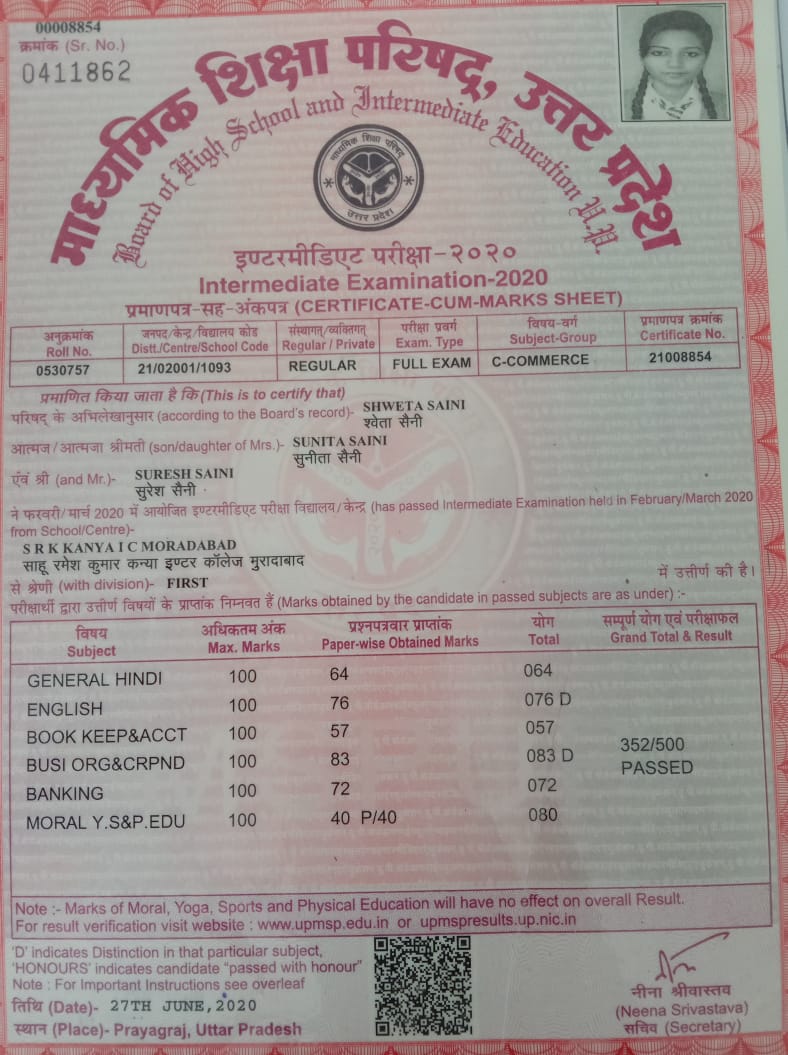 00008854
क्रमांक (Sr. No.)
0411862
माध्यमिक शिक्षा परिषद्, उत्तर प्रदेश
Board of High School and Intermediate Education U.P.
माध्यमिक शिक्षा परिषद्
उत्तर प्रदेश
इण्टरमीडिएट परीक्षा-२०२०
Intermediate Examination-2020
प्रमाणपत्र-सह-अंकपत्र (CERTIFICATE-CUM-MARKS SHEET)
अनुक्रमांक जनपद/केन्द्र/विद्यालय कोड संस्थागत/व्यक्तिगत परीक्षा प्रवर्ग विषय-वर्ग प्रमाणपत्र क्रमांक
Roll No. Distt./Centre/School Code Regular / Private Exam. Type Subject-Group Certificate No.
0530757 21/02001/1093 REGULAR FULL EXAM C-COMMERCE 21008854
प्रमाणित किया जाता है कि (This is to certify that)
परिषद् के अभिलेखानुसार (according to the Board's record)- SHWETA SAINI
श्वेता सैनी
आत्मज/आत्मजा श्रीमती (son/daughter of Mrs.)- SUNITA SAINI
सुनीता सैनी
एंव श्री (and Mr.)- SURESH SAINI
सुरेश सैनी
ने फरवरी/मार्च 2020 में आयोजित इण्टरमीडिएट परीक्षा विद्यालय/केन्द्र (has passed Intermediate Examination held in February/March 2020
from School/Centre)-
S R K KANYA I C MORADABAD
साहू रमेश कुमार कन्या इण्टर कॉलेज मुरादाबाद
से श्रेणी (with division)- FIRST में उत्तीर्ण की है।
परीक्षार्थी द्वारा उत्तीर्ण विषयों के प्राप्तांक निम्नवत हैं (Marks obtained by the candidate in passed subjects are as under) :-
विषय अधिकतम अंक प्रश्नपत्रवार प्राप्तांक योग सम्पूर्ण योग एवं परीक्षाफल
Subject Max. Marks Paper-wise Obtained Marks Total Grand Total & Result
GENERAL HINDI 100 64 064
ENGLISH 100 76 076 D
BOOK KEEP&ACCT 100 57 057
BUSI ORG&CRPND 100 83 083 D 352/500
PASSED
BANKING 100 72 072
MORAL Y.S&P.EDU 100 40 P/40 080
Note :- Marks of Moral, Yoga, Sports and Physical Education will have no effect on overall Result.
For result verification visit website : www.upmsp.edu.in or upmspresults.up.nic.in
'D' indicates Distinction in that particular subject,
'HONOURS' indicates candidate "passed with honour"
Note : For Important Instructions see overleaf
तिथि (Date)- 27TH JUNE,2020
स्थान (Place)- Prayagraj, Uttar Pradesh
नीना श्रीवास्तव
(Neena Srivastava)
सचिव (Secretary)